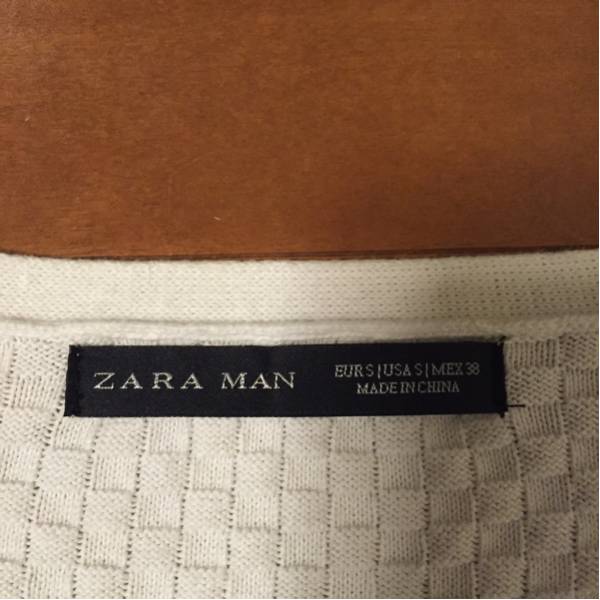 ZARA MAN
EUR S | USA S | MEX 38
MADE IN CHINA